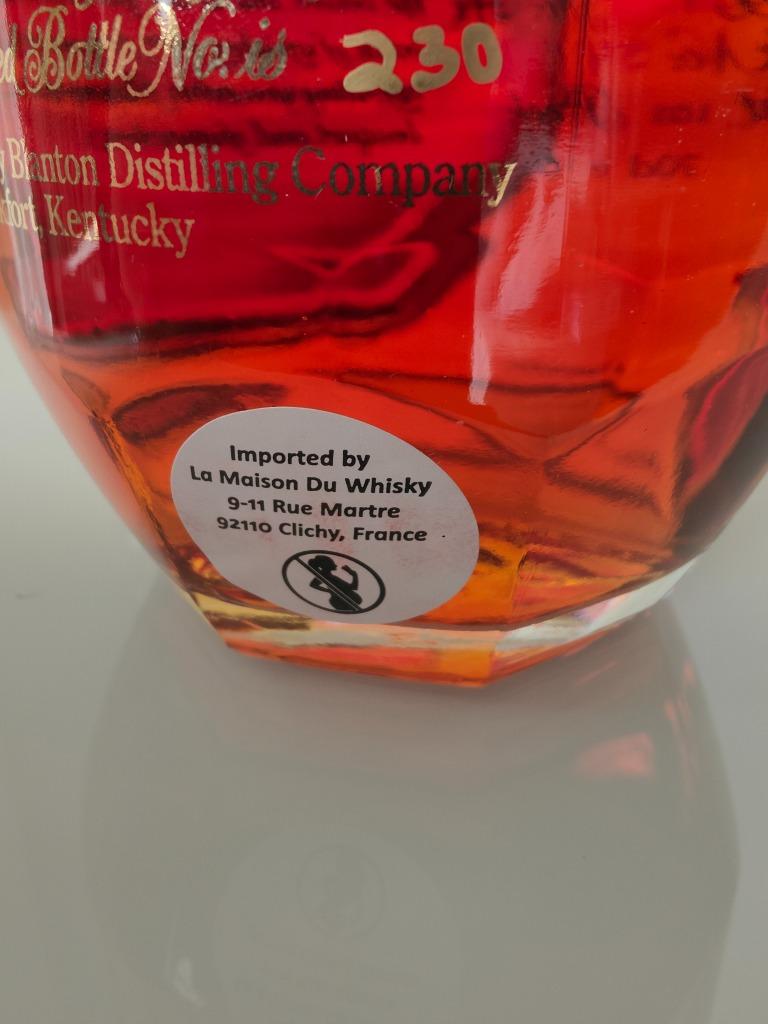 Bottle No. is 230
Blanton Distilling Company
Kentucky
Imported by
La Maison Du Whisky
9-11 Rue Martre
92110 Clichy, France